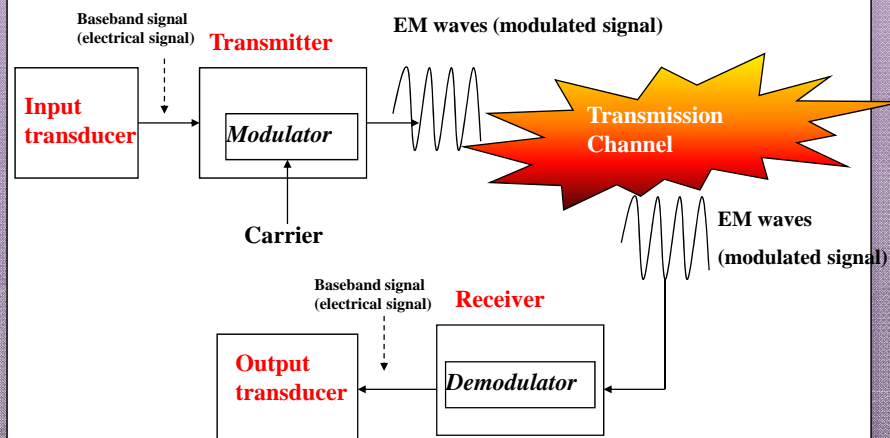 Baseband signal
(electrical signal)
Transmitter
EM waves (modulated signal)
Input
transducer
Modulator
Transmission
Channel
Carrier
EM waves
(modulated signal)
Baseband signal
(electrical signal)
Receiver
Output
transducer
Demodulator